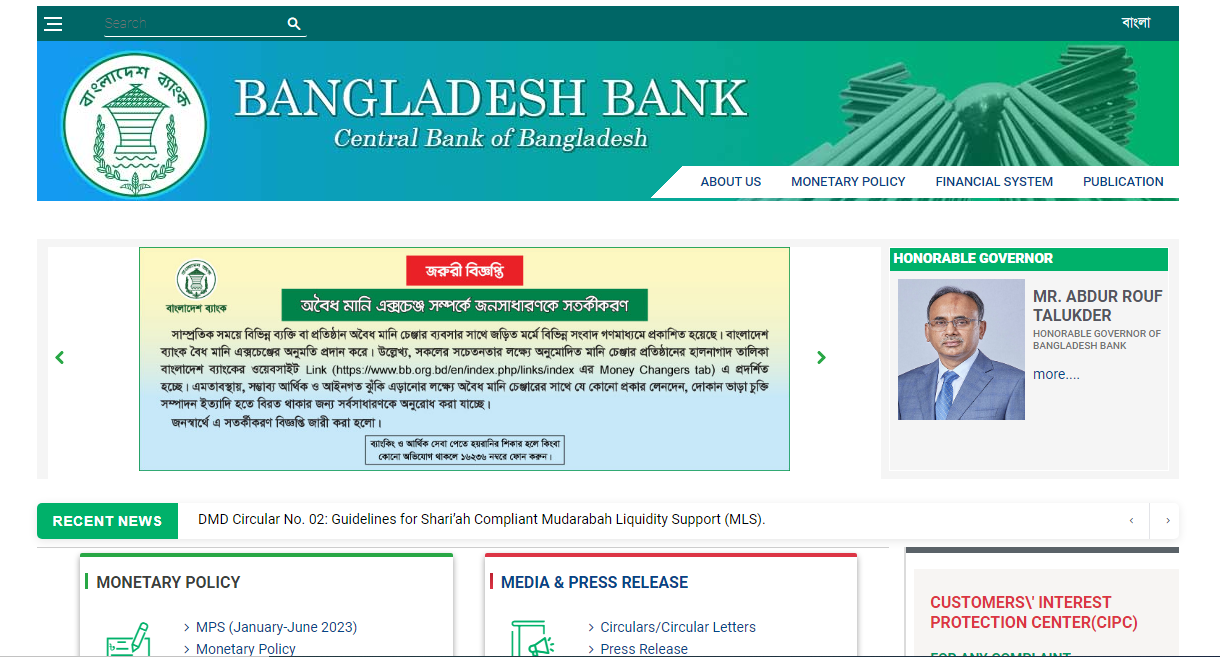 Search
বাংলা
বাংলাদেশ ব্যাংক
BANGLADESH BANK
Central Bank of Bangladesh
ABOUT US MONETARY POLICY FINANCIAL SYSTEM PUBLICATION
বাংলাদেশ ব্যাংক
জরুরী বিজ্ঞপ্তি
অবৈধ মানি এক্সচেঞ্জ সম্পর্কে জনসাধারণকে সতর্কীকরণ
সাম্প্রতিক সময়ে বিভিন্ন ব্যক্তি বা প্রতিষ্ঠান অবৈধ মানি চেঞ্জার ব্যবসার সাথে জড়িত মর্মে বিভিন্ন সংবাদ গণমাধ্যমে প্রকাশিত হয়েছে। বাংলাদেশ
ব্যাংক বৈধ মানি এক্সচেঞ্জের অনুমতি প্রদান করে। উল্লেখ্য, সকলের সচেতনতার লক্ষ্যে অনুমোদিত মানি চেঞ্জার প্রতিষ্ঠানের হালনাগাদ তালিকা
বাংলাদেশ ব্যাংকের ওয়েবসাইট Link (https://www.bb.org.bd/en/index.php/links/index এর Money Changers tab) এ প্রদর্শিত
হচ্ছে। এমতাবস্থায়, সম্ভাব্য আর্থিক ও আইনগত ঝুঁকি এড়ানোর লক্ষ্যে অবৈধ মানি চেঞ্জারের সাথে যে কোনো প্রকার লেনদেন, দোকান ভাড়া চুক্তি
সম্পাদন ইত্যাদি হতে বিরত থাকার জন্য সর্বসাধারণকে অনুরোধ করা যাচ্ছে।
জনস্বার্থে এ সতর্কীকরণ বিজ্ঞপ্তি জারী করা হলো।
ব্যাংকিং ও আর্থিক সেবা পেতে হয়রানির শিকার হলে কিংবা
কোনো অভিযোগ থাকলে ১৬২৩৬ নম্বরে ফোন করুন।
HONORABLE GOVERNOR
MR. ABDUR ROUF
TALUKDER
HONORABLE GOVERNOR OF
BANGLADESH BANK
more....
RECENT NEWS
DMD Circular No. 02: Guidelines for Shari'ah Compliant Mudarabah Liquidity Support (MLS).
MONETARY POLICY
MPS (January-June 2023)
Monetary Policy
MEDIA & PRESS RELEASE
Circulars/Circular Letters
Press Release
CUSTOMERS\' INTEREST
PROTECTION CENTER(CIPC)
FOR ANY COMPLAINT